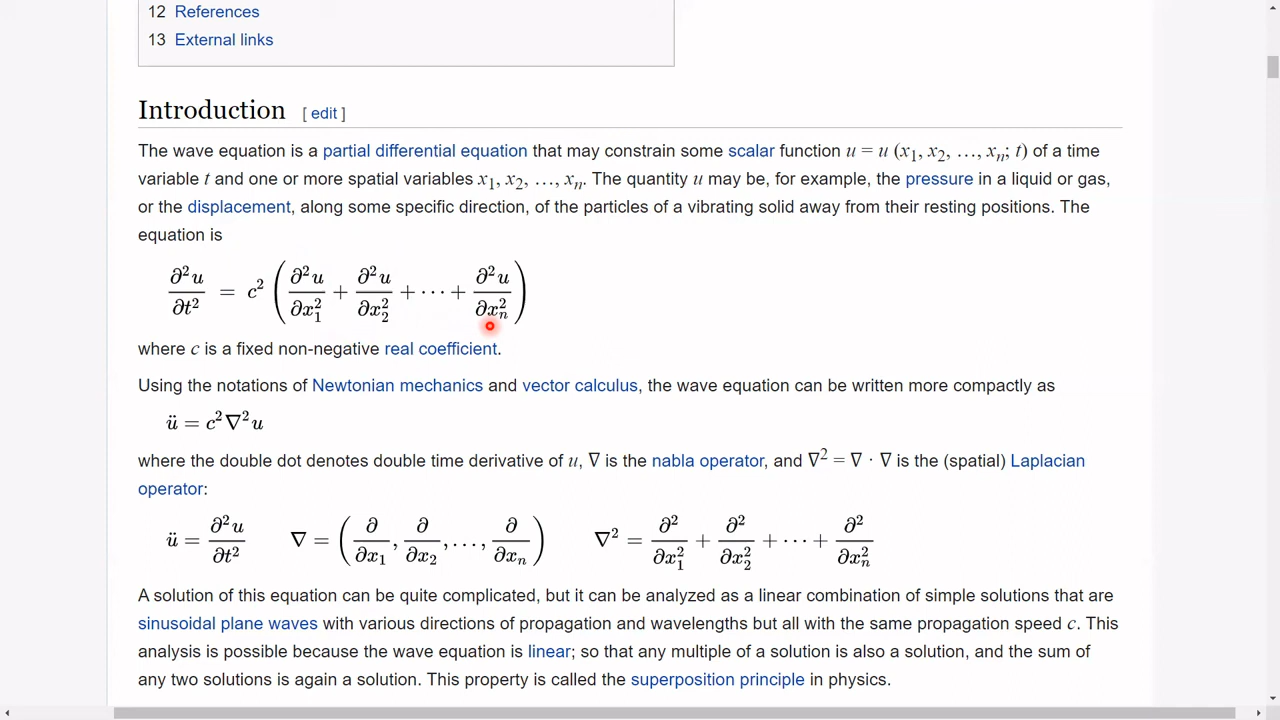 12 References
13 External links
Introduction [ edit ]
The wave equation is a partial differential equation that may constrain some scalar function u = u (x₁, x₂, …, xₙ; t) of a time
variable t and one or more spatial variables x₁, x₂, …, xₙ. The quantity u may be, for example, the pressure in a liquid or gas,
or the displacement, along some specific direction, of the particles of a vibrating solid away from their resting positions. The
equation is
∂²u/∂t² = c² (∂²u/∂x₁² + ∂²u/∂x₂² + ⋯ + ∂²u/∂xₙ²)
where c is a fixed non-negative real coefficient.
Using the notations of Newtonian mechanics and vector calculus, the wave equation can be written more compactly as
ü = c²∇²u
where the double dot denotes double time derivative of u, ∇ is the nabla operator, and ∇² = ∇ · ∇ is the (spatial) Laplacian
operator:
ü = ∂²u/∂t² ∇ = (∂/∂x₁, ∂/∂x₂, …, ∂/∂xₙ) ∇² = ∂²/∂x₁² + ∂²/∂x₂² + ⋯ + ∂²/∂xₙ²
A solution of this equation can be quite complicated, but it can be analyzed as a linear combination of simple solutions that are
sinusoidal plane waves with various directions of propagation and wavelengths but all with the same propagation speed c. This
analysis is possible because the wave equation is linear; so that any multiple of a solution is also a solution, and the sum of
any two solutions is again a solution. This property is called the superposition principle in physics.